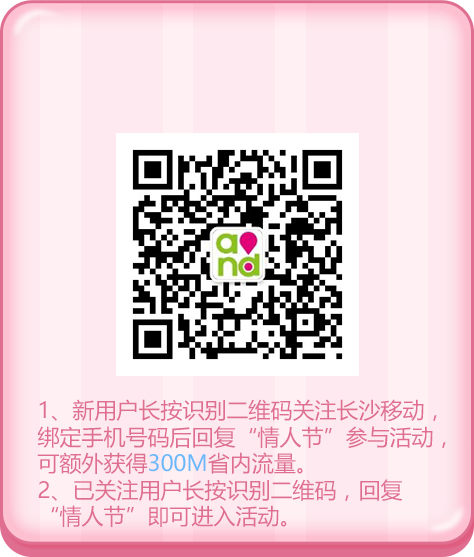 and
1、新用户长按识别二维码关注长沙移动，
绑定手机号码后回复“情人节”参与活动，
可额外获得300M省内流量。
2、已关注用户长按识别二维码，回复
“情人节”即可进入活动。